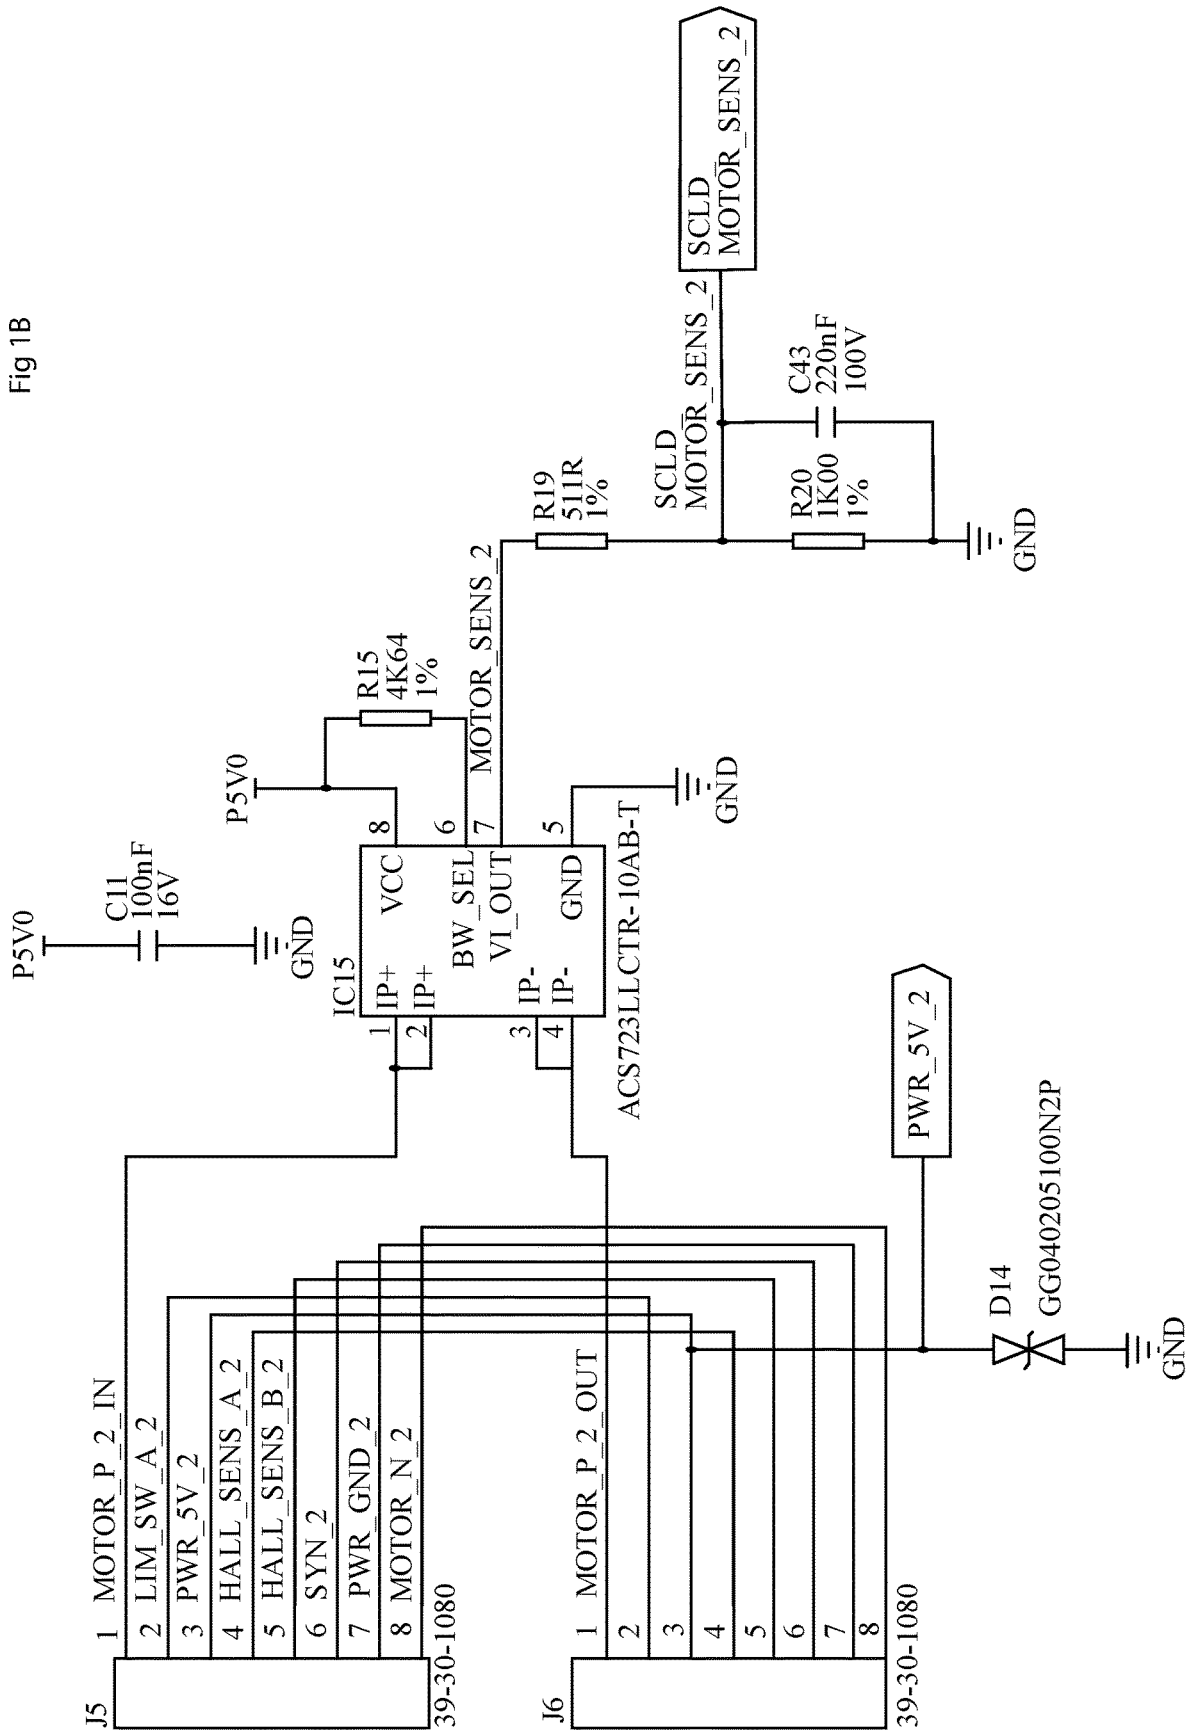 Fig 1B
P5V0
C11
100nF
16V
GND
P5V0
R15
4K64
1%
IC15
1
IP+
VCC
8
2
IP+
BW_SEL
6
VI_OUT
7
MOTOR_SENS_2
3
IP-
4
IP-
GND
5
ACS723LLCTR-10AB-T
GND
R19
511R
1%
SCLD
MOTOR_SENS_2
SCLD
MOTOR_SENS_2
R20
1K00
1%
C43
220nF
100V
GND
J5
1 MOTOR_P_2_IN
2 LIM_SW_A_2
3 PWR_5V_2
4 HALL_SENS_A_2
5 HALL_SENS_B_2
6 SYN_2
7 PWR_GND_2
8 MOTOR_N_2
39-30-1080
J6
1 MOTOR_P_2_OUT
2
3
4
5
6
7
8
39-30-1080
PWR_5V_2
D14
GG040205100N2P
GND